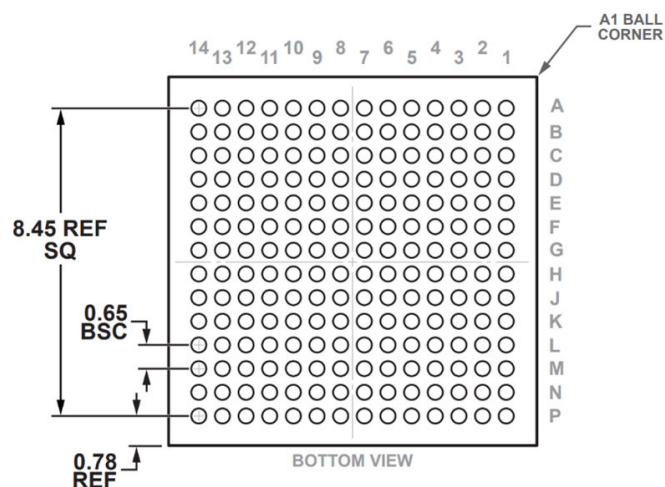 A1 BALL
CORNER
14 13 12 11 10 9 8 7 6 5 4 3 2 1
A
B
C
D
E
F
G
H
J
K
L
M
N
P
8.45 REF
SQ
0.65
BSC
0.78
REF
BOTTOM VIEW